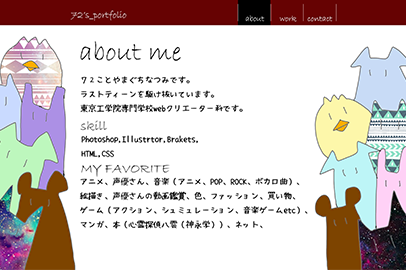 72's_portfolio
about work contact
about me
72ことやまぐちなつみです。
ラストティーンを駆け抜いています。
東京工学院専門学校webクリエーター科です。
skill
Photoshop,Illustrtor,Brakets,
HTML,CSS
MY FAVORITE
アニメ、声優さん、音楽（アニメ、POP、ROCK、ボカロ曲）、
絵描き、声優さんの動画鑑賞、色、ファッション、買い物、
ゲーム（アクション、シュミュレーション、音楽ゲームetc）、
マンガ、本（心霊探偵八雲（神永学））、ネット、